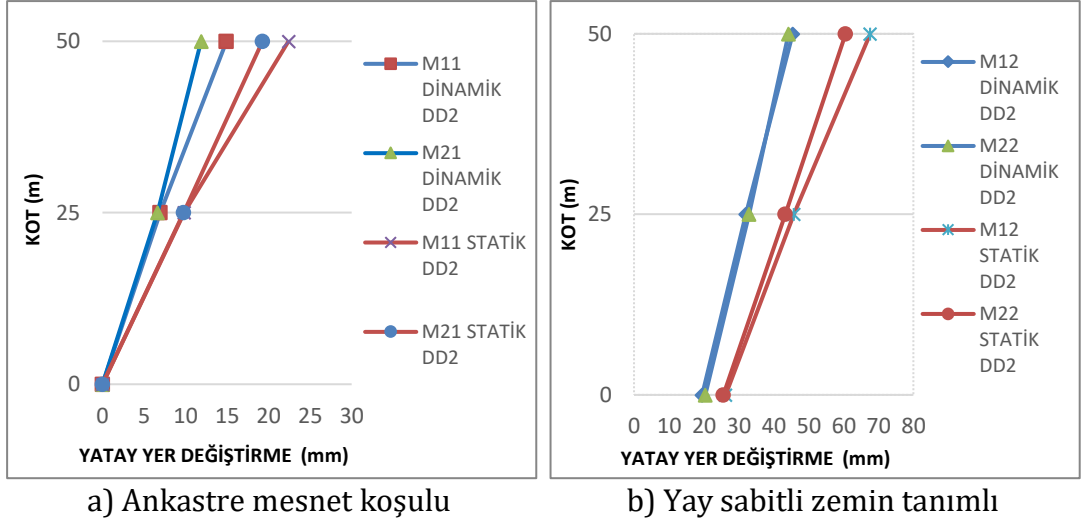 50
25
0
KOT (m)
0 5 10 15 20 25 30
YATAY YER DEĞİŞTİRME (mm)
M11
DİNAMİK
DD2
M21
DİNAMİK
DD2
M11 STATİK
DD2
M21 STATİK
DD2
a) Ankastre mesnet koşulu
50
25
0
KOT (m)
0 10 20 30 40 50 60 70 80
YATAY YER DEĞİŞTİRME (mm)
M12
DİNAMİK
DD2
M22
DİNAMİK
DD2
M12
STATİK
DD2
M22
STATİK
DD2
b) Yay sabitli zemin tanımlı